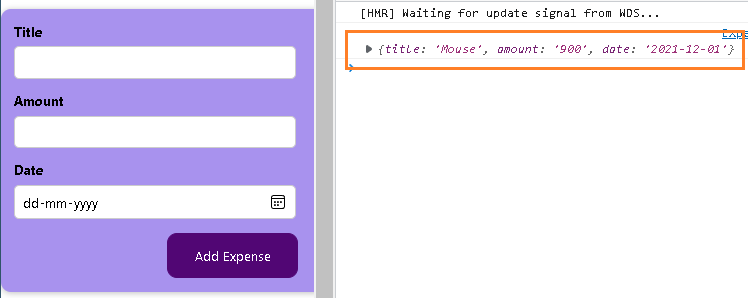 Title
Amount
Date
dd-mm-yyyy
Add Expense
[HMR] Waiting for update signal from WDS...
Expe
{title: 'Mouse', amount: '900', date: '2021-12-01'}